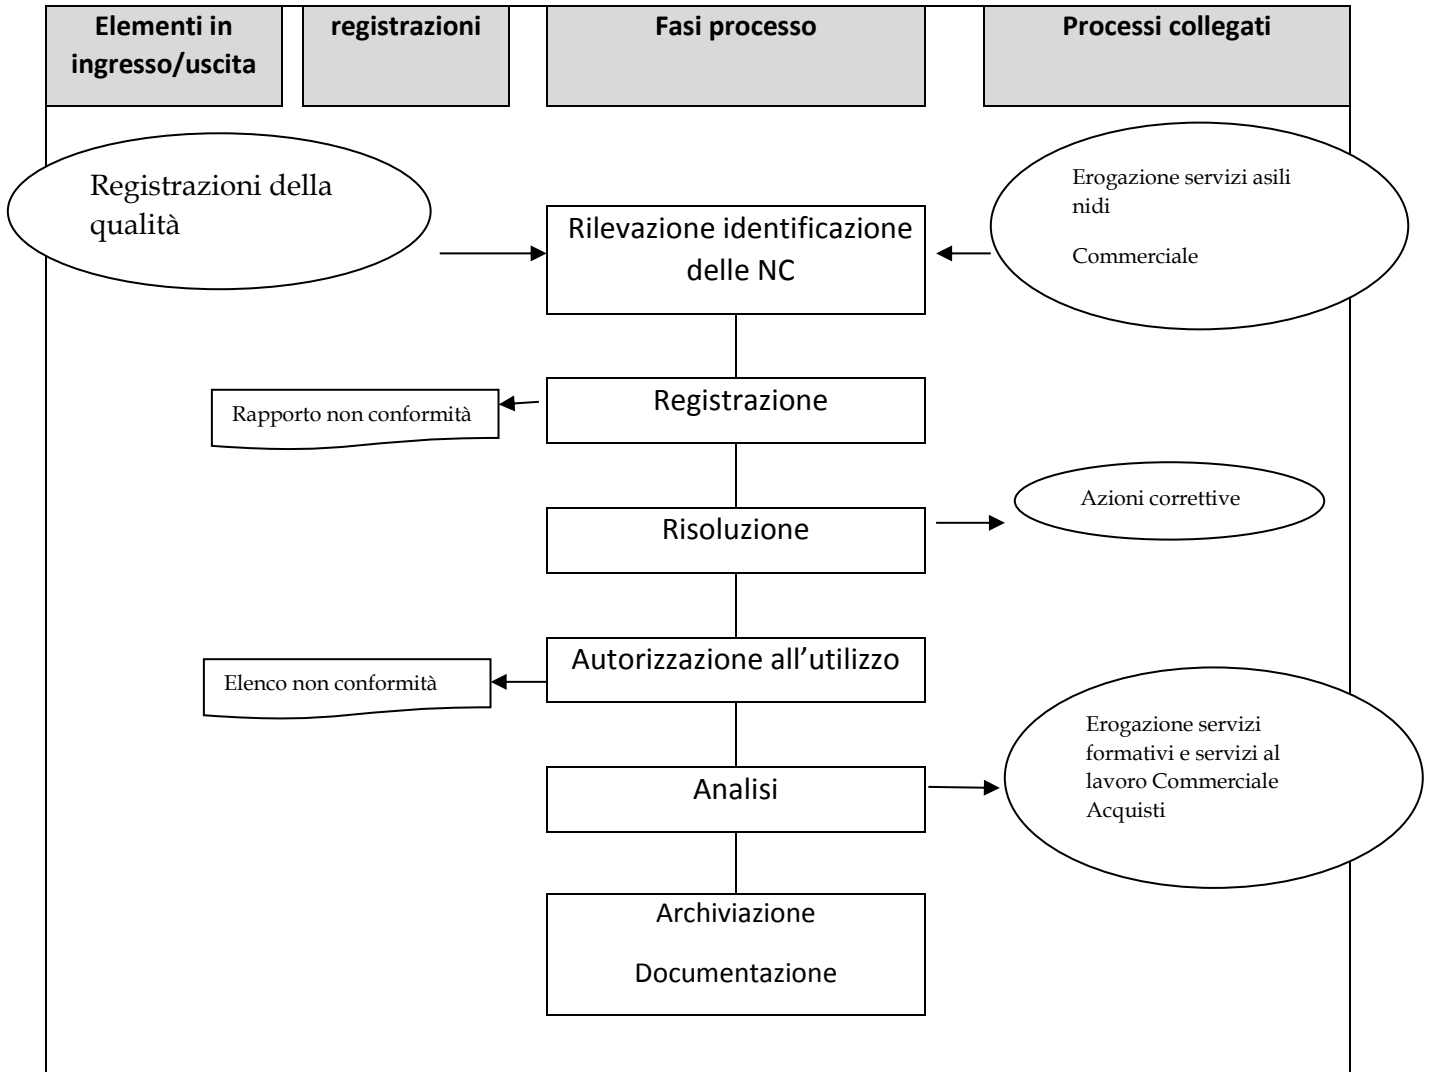 Elementi in
ingresso/uscita
registrazioni
Fasi processo
Processi collegati
Registrazioni della
qualità
Rilevazione identificazione
delle NC
Erogazione servizi asili
nidi
Commerciale
Registrazione
Rapporto non conformità
Risoluzione
Azioni correttive
Autorizzazione all’utilizzo
Elenco non conformità
Analisi
Erogazione servizi
formativi e servizi al
lavoro Commerciale
Acquisti
Archiviazione
Documentazione